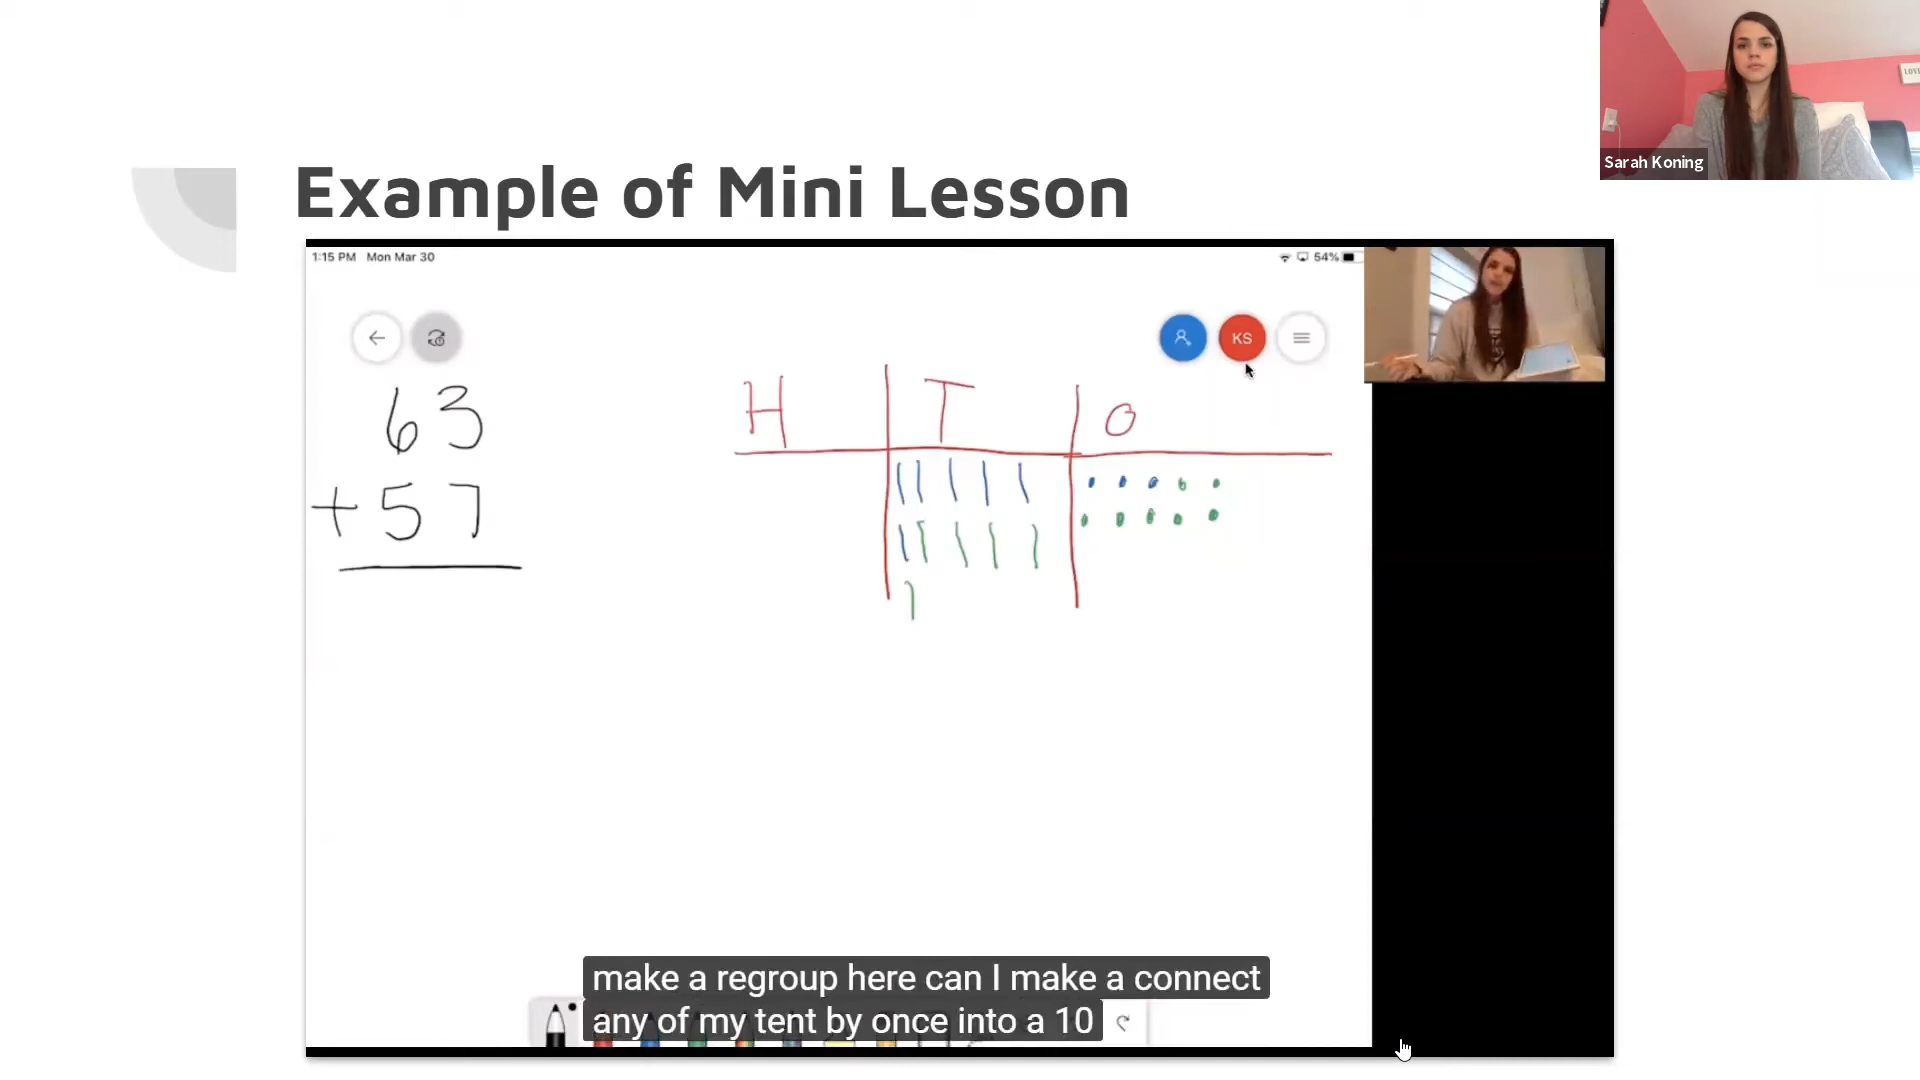 LOVE
Sarah Koning
Example of Mini Lesson
1:15 PM Mon Mar 30
54%
KS
63
+ 57
H T O
make a regroup here can I make a connect
any of my tent by once into a 10